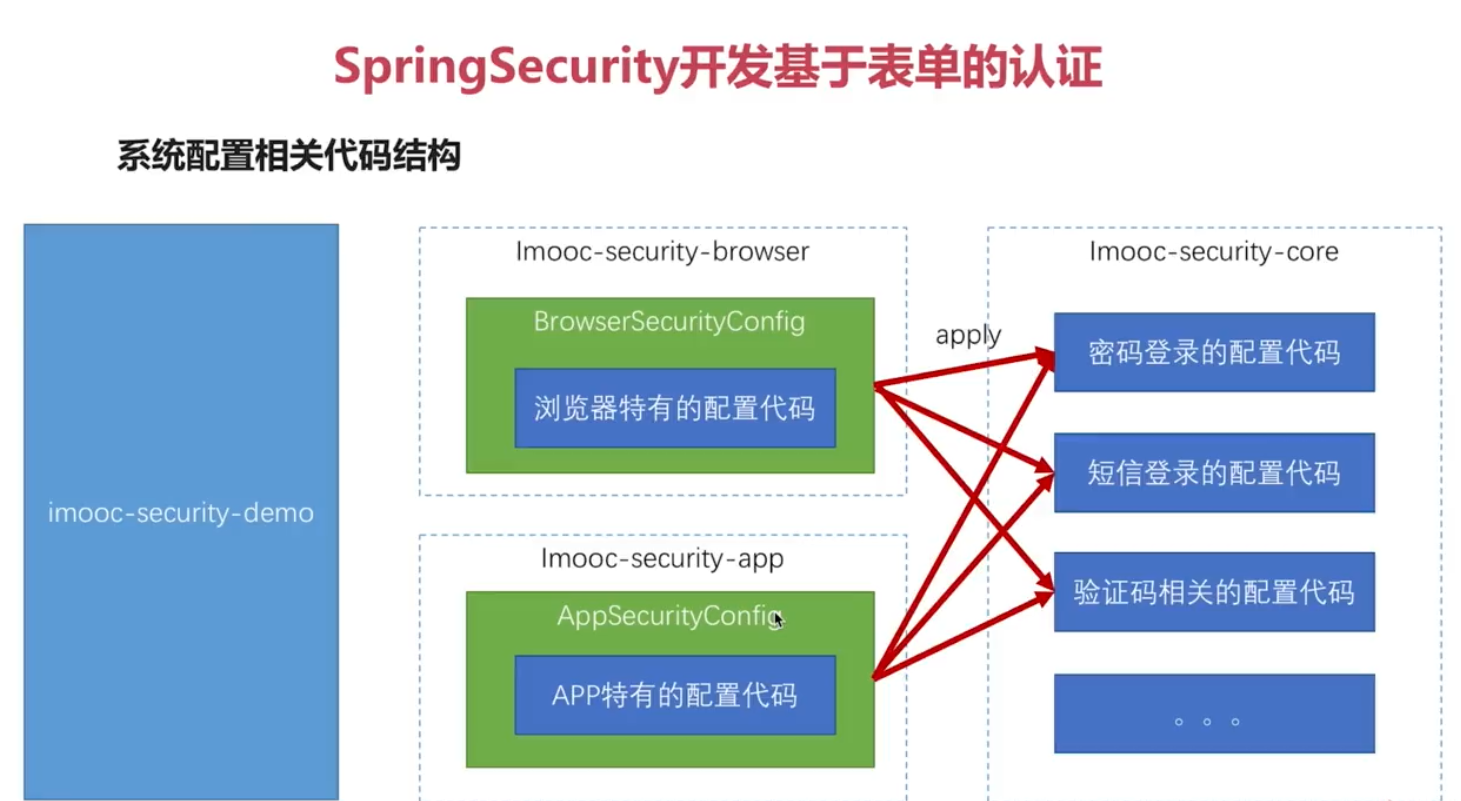 SpringSecurity开发基于表单的认证
系统配置相关代码结构
imooc-security-demo
Imooc-security-browser
BrowserSecurityConfig
浏览器特有的配置代码
Imooc-security-app
AppSecurityConfig
APP特有的配置代码
apply
Imooc-security-core
密码登录的配置代码
短信登录的配置代码
验证码相关的配置代码
。。。